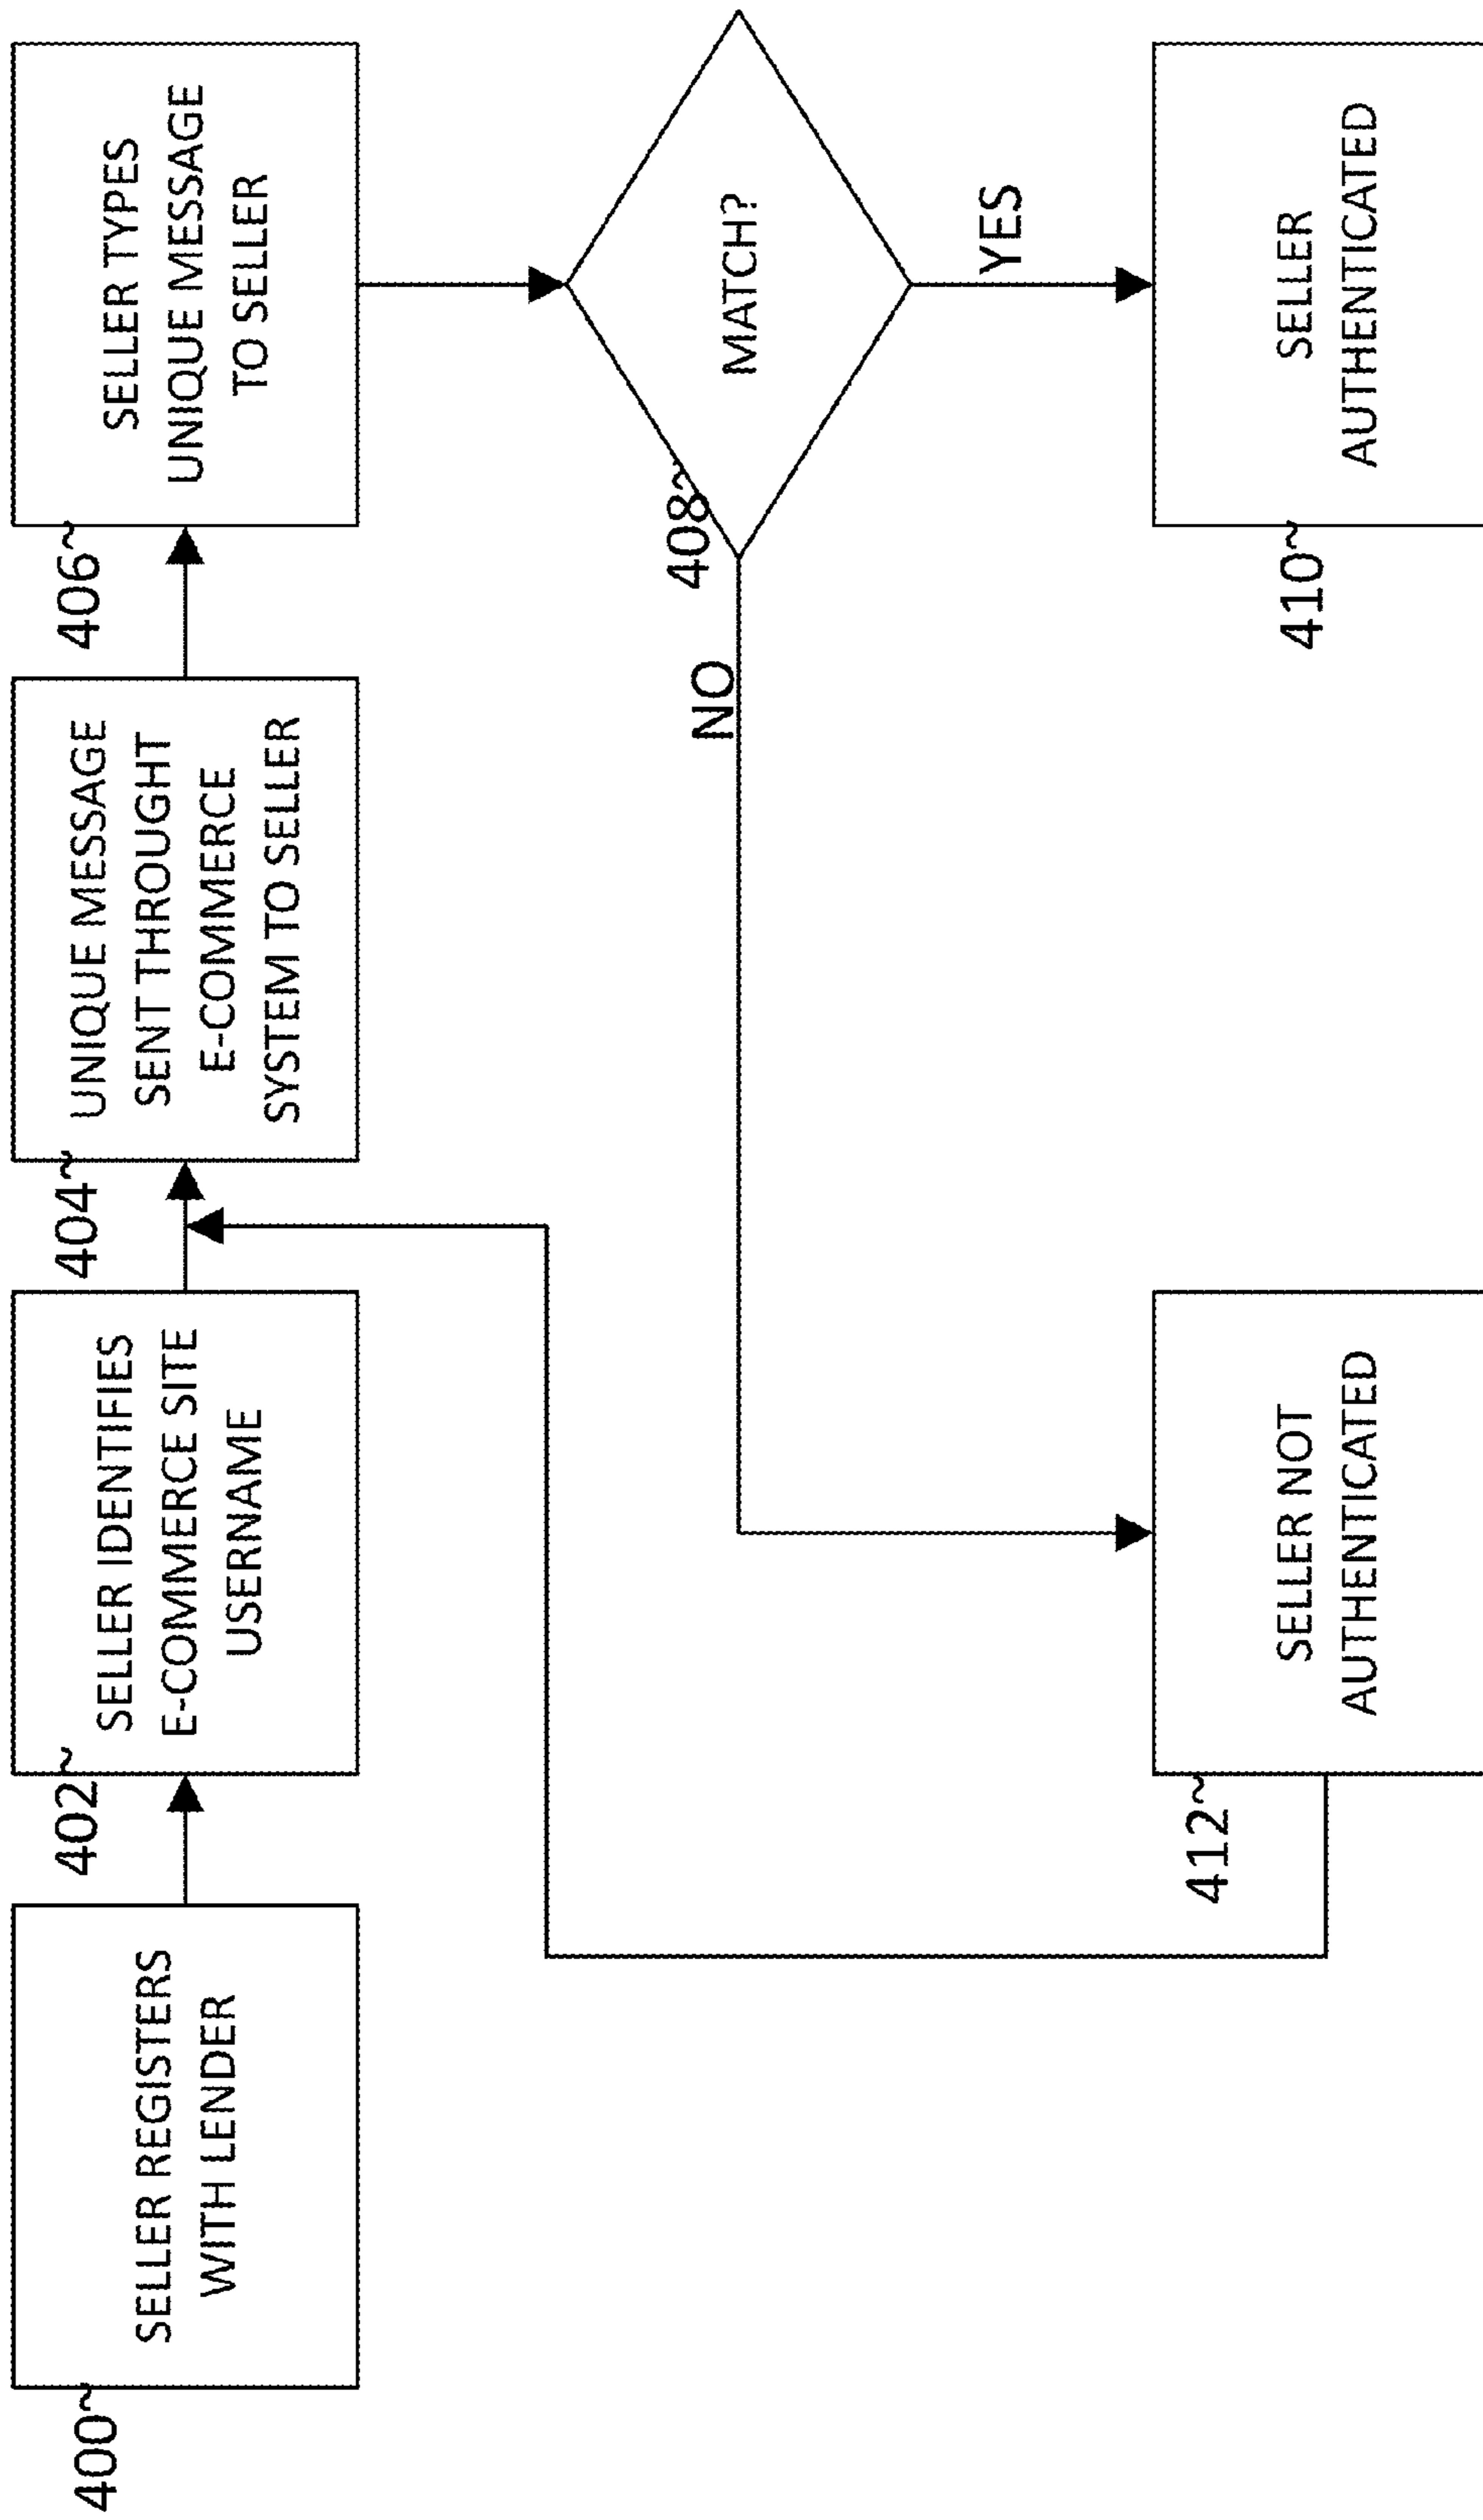 400
SELLER REGISTERS
WITH LENDER
402
SELLER IDENTIFIES
E-COMMERCE SITE
USERNAME
404
UNIQUE MESSAGE
SENT THROUGHT
E-COMMERCE
SYSTEM TO SELLER
406
SELLER TYPES
UNIQUE MESSAGE
TO SELLER
408
MATCH?
NO
YES
412
SELLER NOT
AUTHENTICATED
410
SELLER
AUTHENTICATED